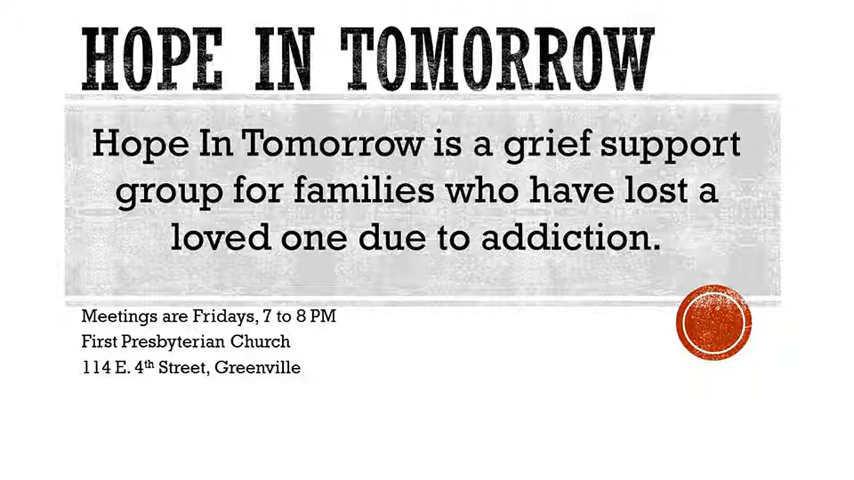 HOPE IN TOMORROW
Hope In Tomorrow is a grief support
group for families who have lost a
loved one due to addiction.
Meetings are Fridays, 7 to 8 PM
First Presbyterian Church
114 E. 4th Street, Greenville